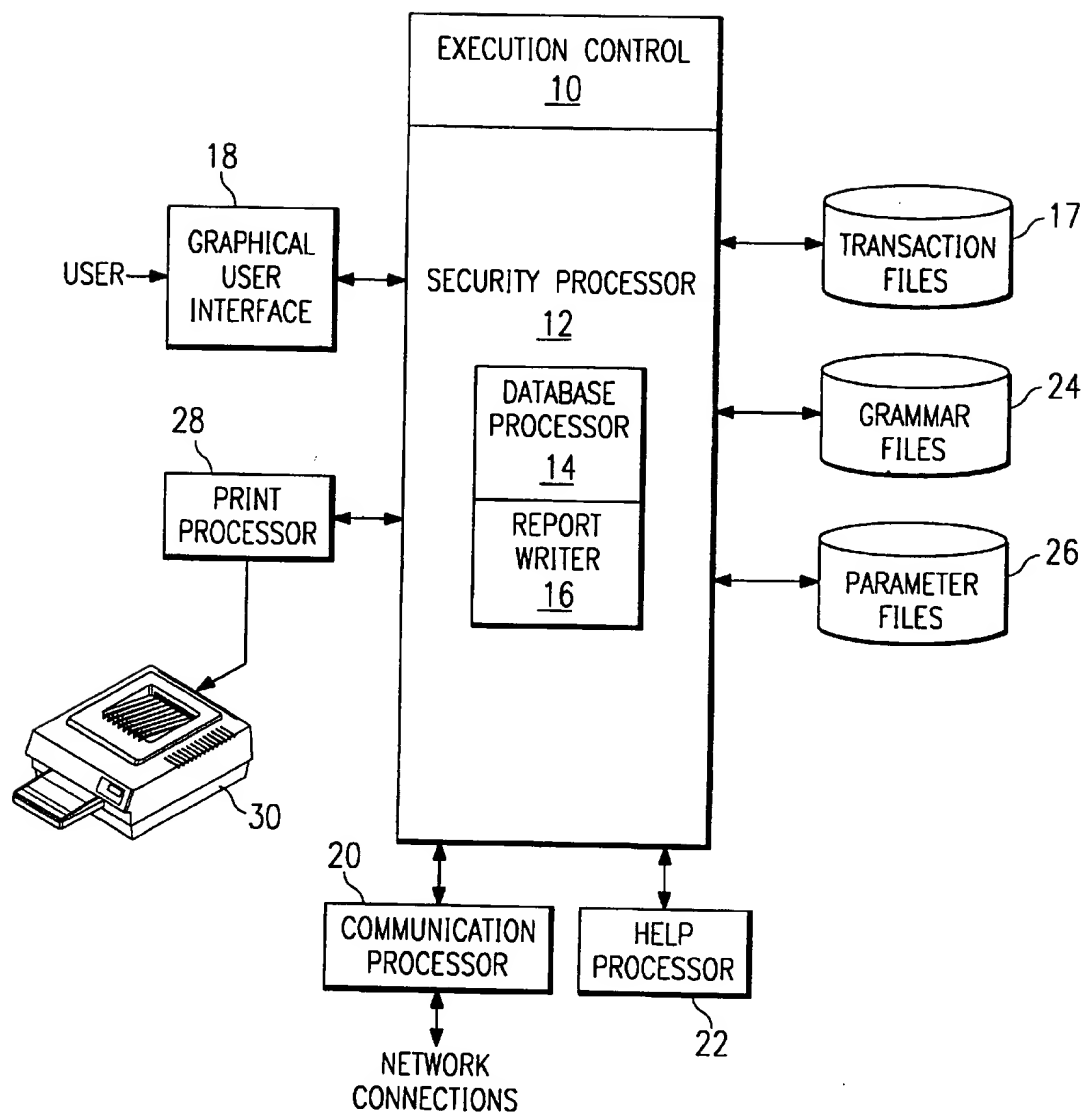 EXECUTION CONTROL
10
18
GRAPHICAL
USER
INTERFACE
USER
SECURITY PROCESSOR
12
DATABASE
PROCESSOR
14
REPORT
WRITER
16
17
TRANSACTION
FILES
24
GRAMMAR
FILES
26
PARAMETER
FILES
28
PRINT
PROCESSOR
30
20
COMMUNICATION
PROCESSOR
HELP
PROCESSOR
22
NETWORK
CONNECTIONS